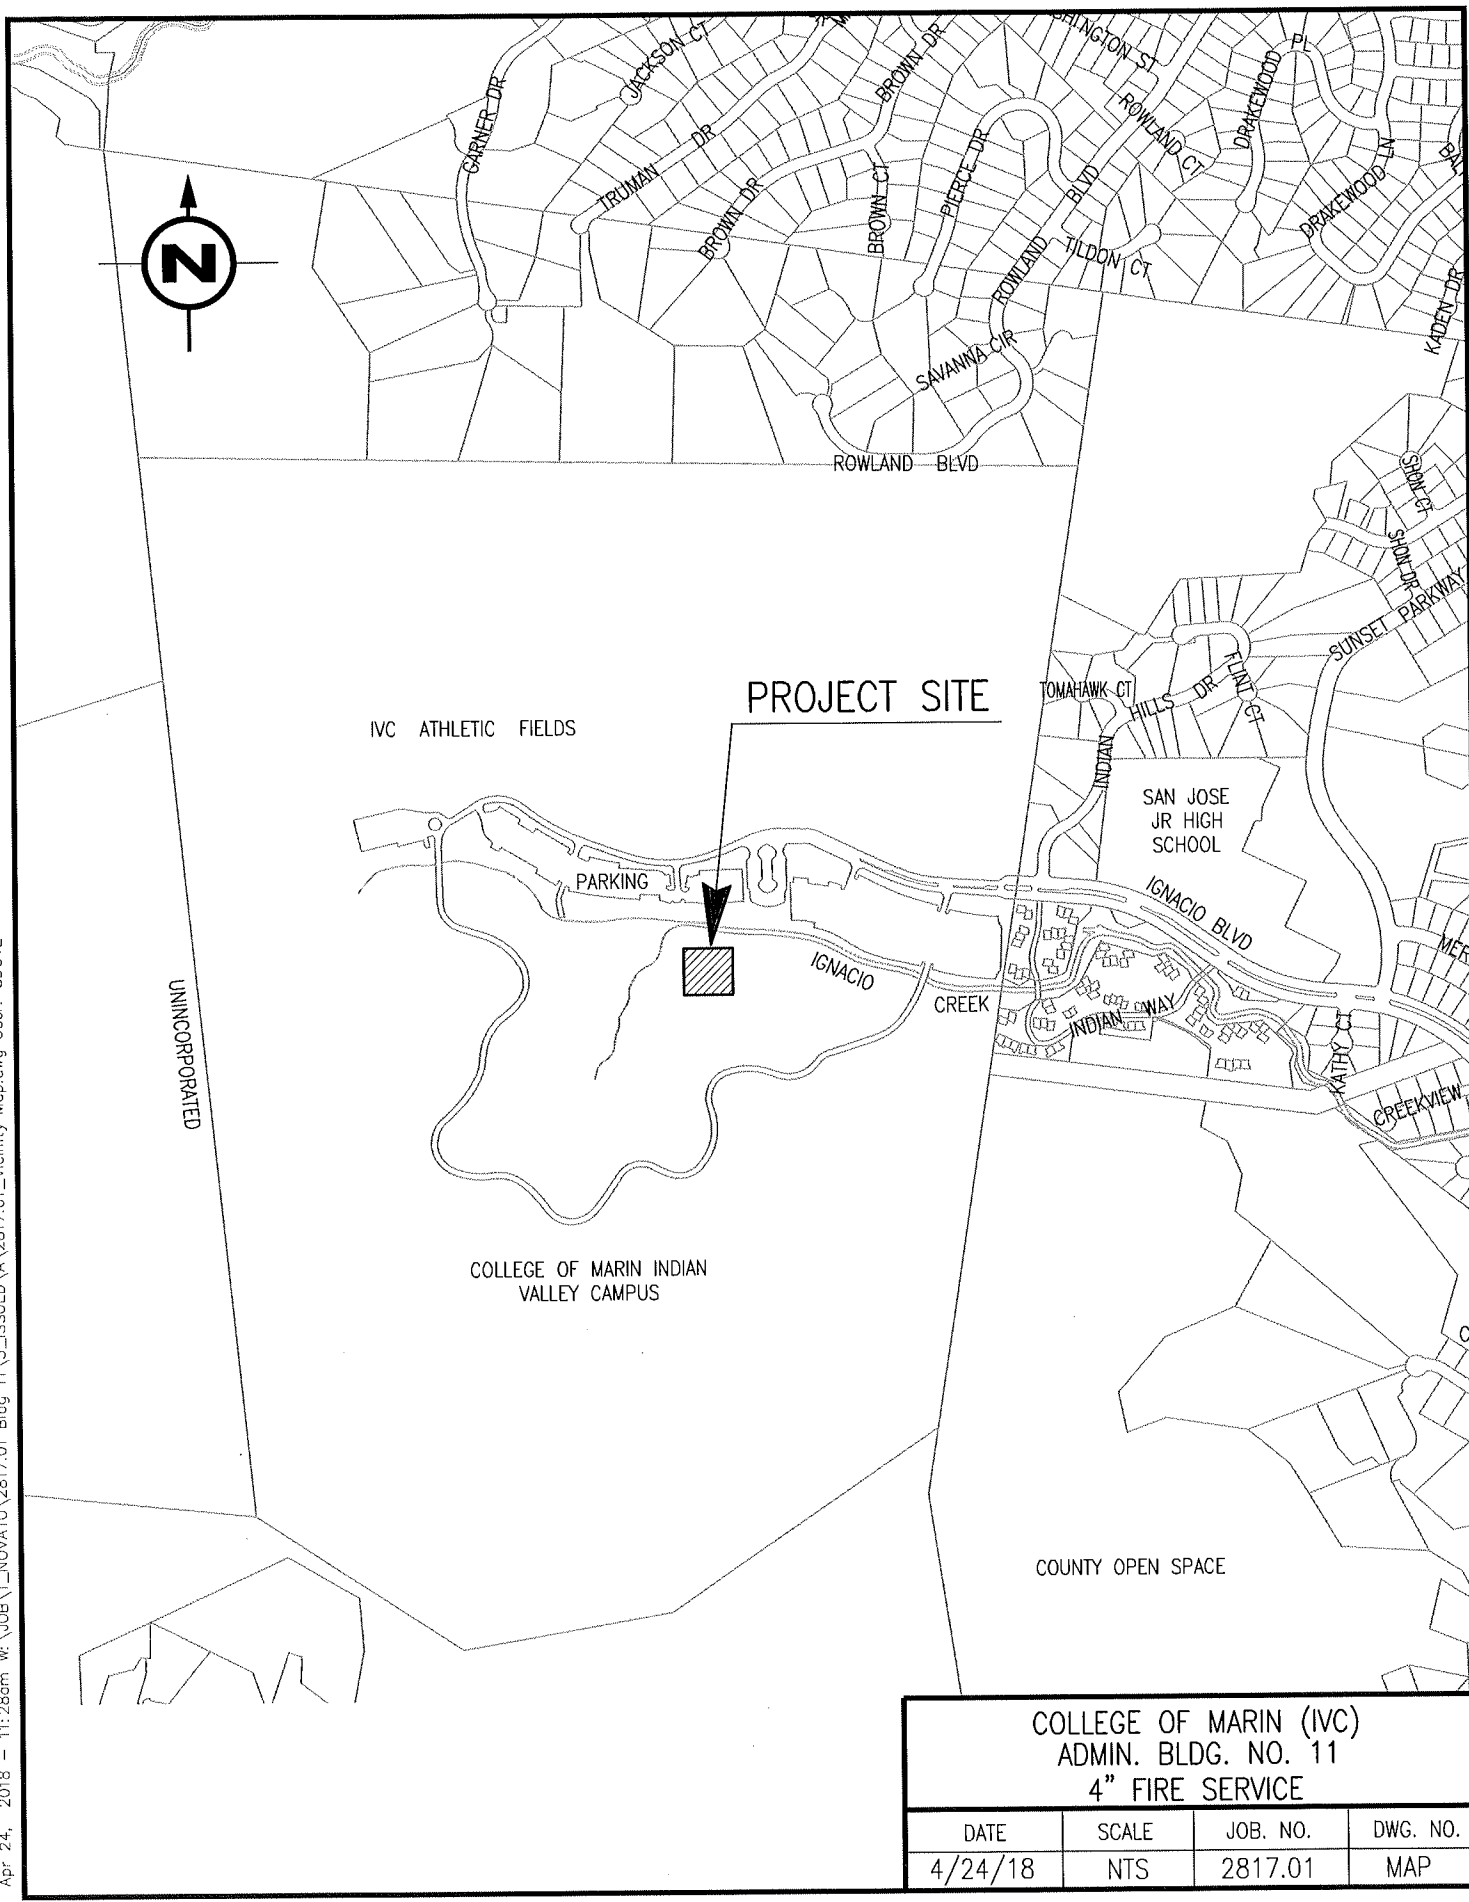 JACKSON CT
GARNER DR
TRUMAN DR
BROWN DR
BROWN DR
BROWN CT
PIERCE DR
ROWLAND BLVD
ROWLAND CT
DRAKEWOOD PL
DRAKEWOOD LN
TILDON CT
KADEN DR
SAVANNA CIR
N
ROWLAND BLVD
SHON CT
SHON DR
SUNSET PARKWAY
TOMAHAWK CT
INDIAN HILLS DR
FLINT CT
PROJECT SITE
IVC ATHLETIC FIELDS
SAN JOSE
JR HIGH
SCHOOL
PARKING
IGNACIO BLVD
IGNACIO CREEK
INDIAN WAY
KATHY CT
CREEKVIEW
UNINCORPORATED
COLLEGE OF MARIN INDIAN
VALLEY CAMPUS
COUNTY OPEN SPACE
COLLEGE OF MARIN (IVC)
ADMIN. BLDG. NO. 11
4" FIRE SERVICE
DATE SCALE JOB. NO. DWG. NO.
4/24/18 NTS 2817.01 MAP
Apr 24, 2018 - 11:28am